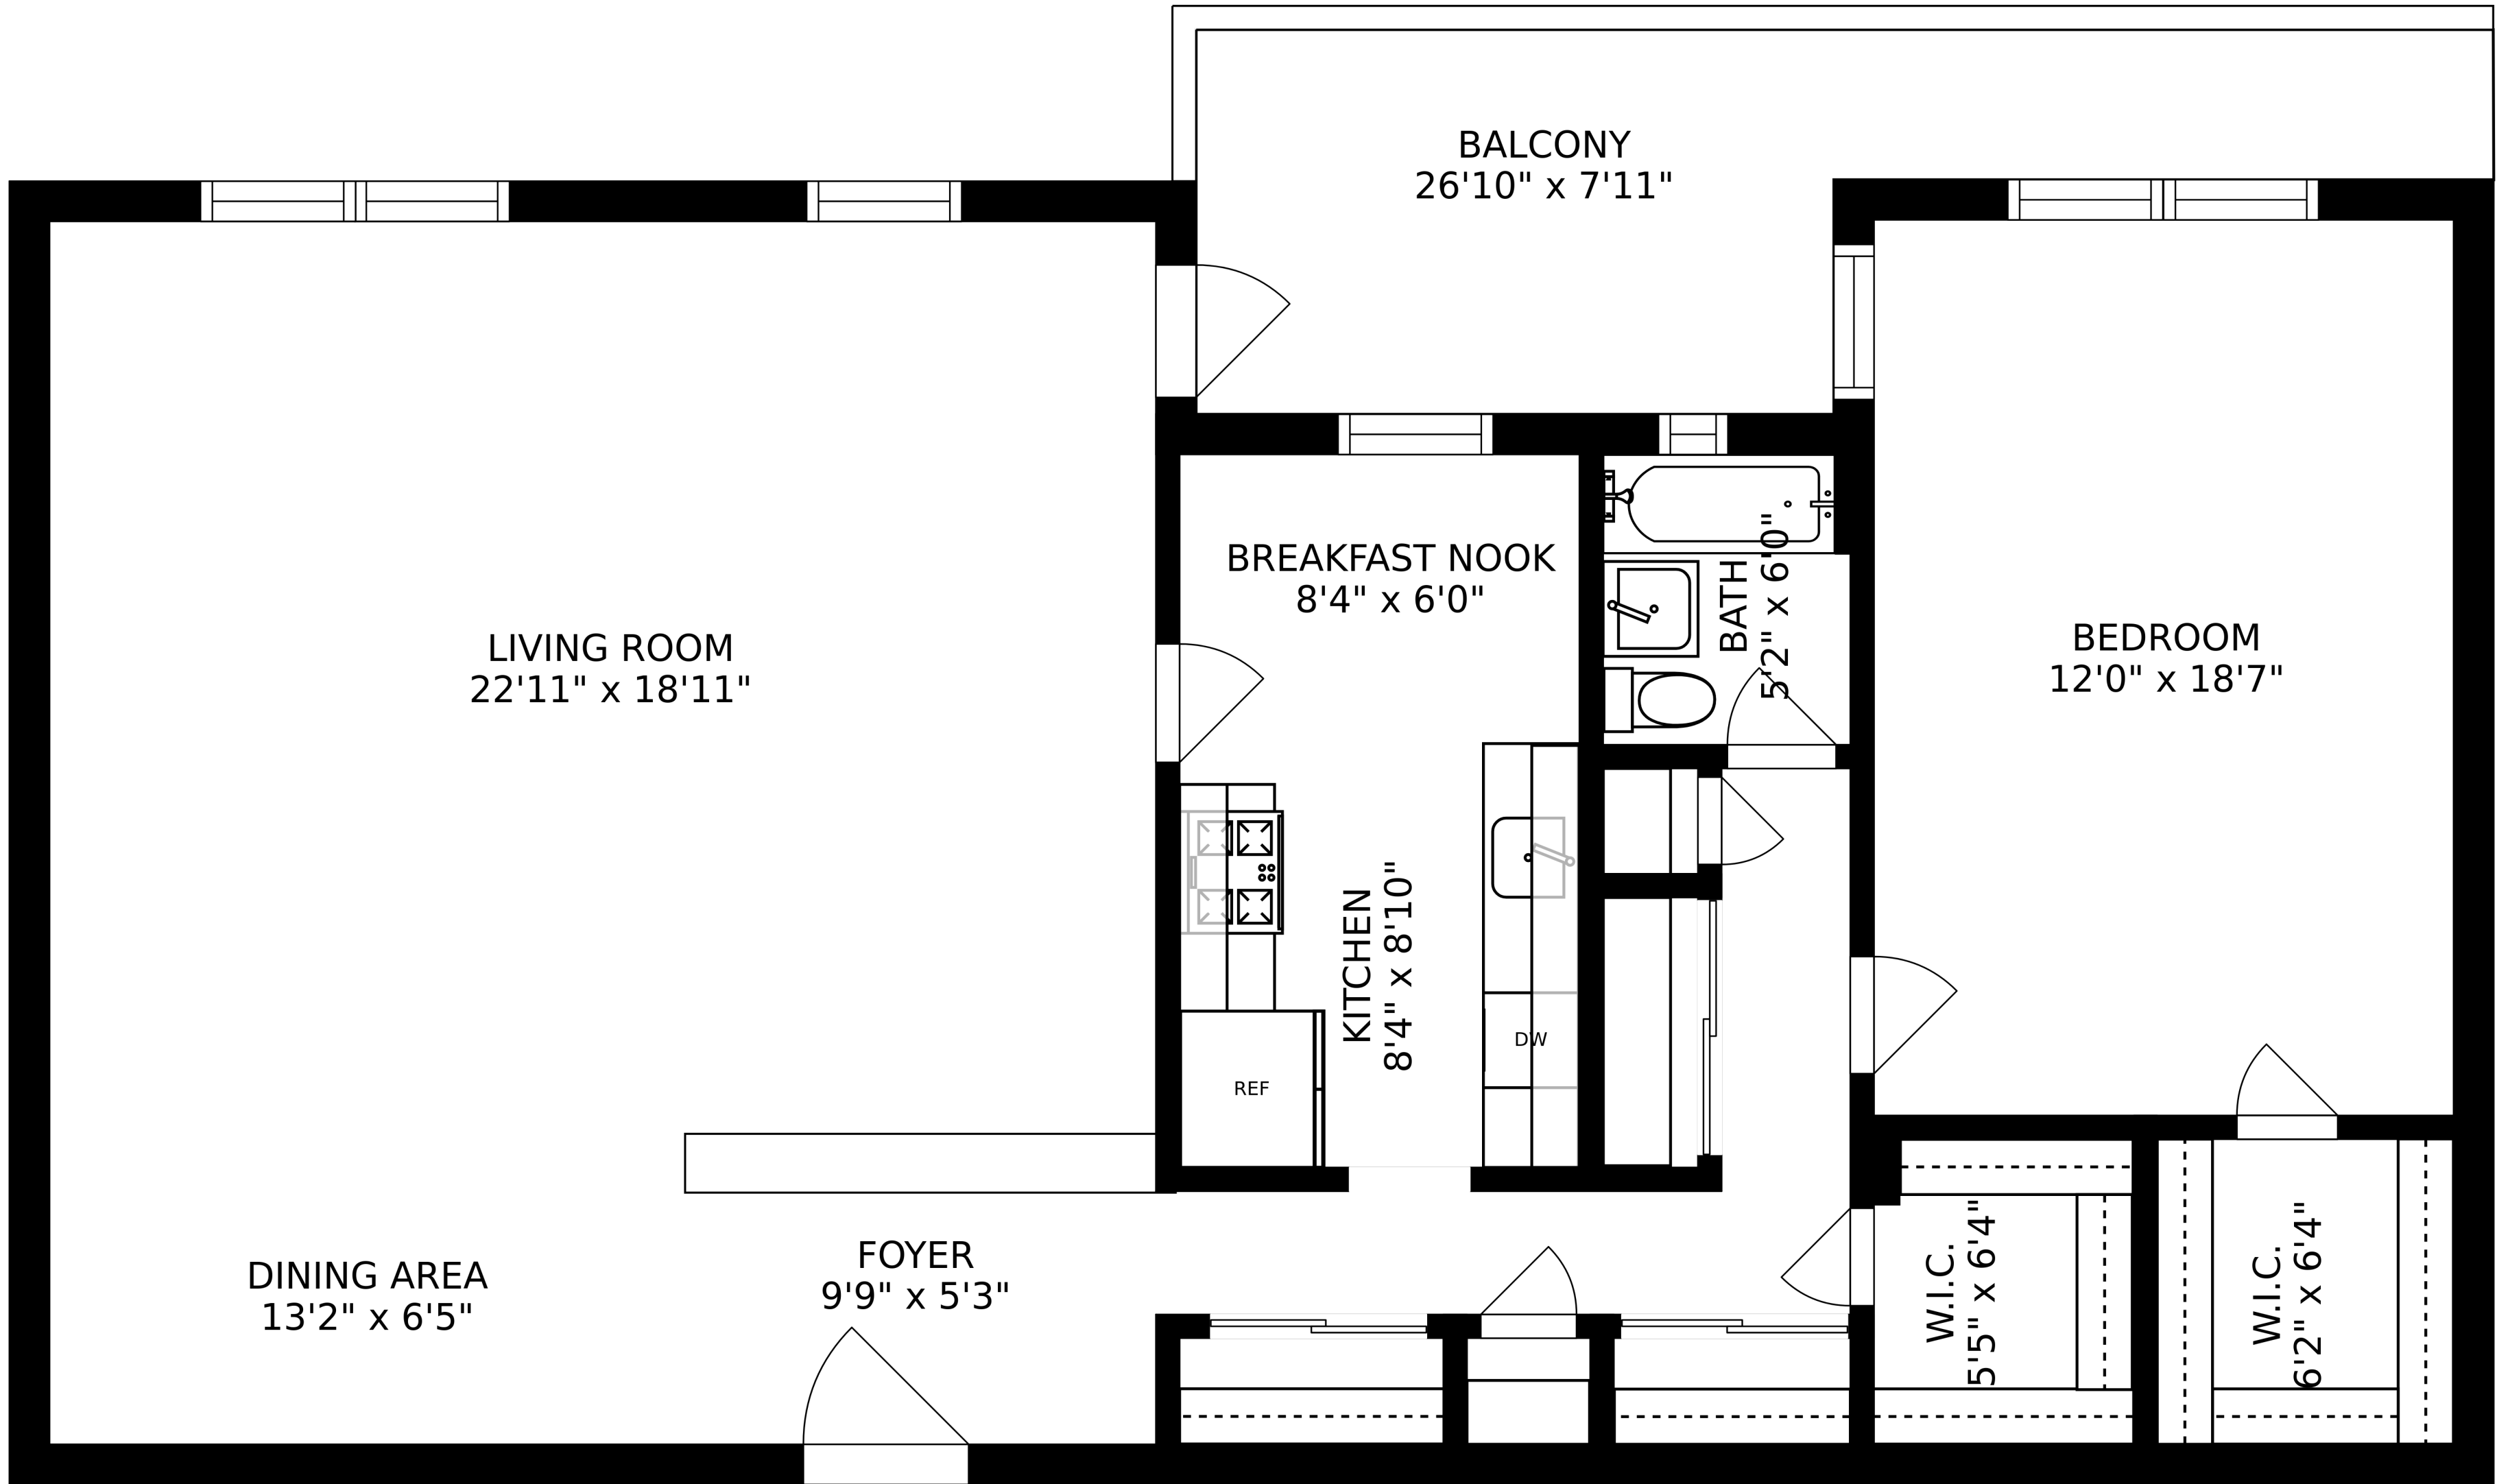 BALCONY
26'10" x 7'11"
BREAKFAST NOOK
8'4" x 6'0"
BATH
5'2" x 6'0"
LIVING ROOM
22'11" x 18'11"
BEDROOM
12'0" x 18'7"
KITCHEN
8'4" x 8'10"
DW
REF
DINING AREA
13'2" x 6'5"
FOYER
9'9" x 5'3"
W.I.C.
5'5" x 6'4"
W.I.C.
6'2" x 6'4"